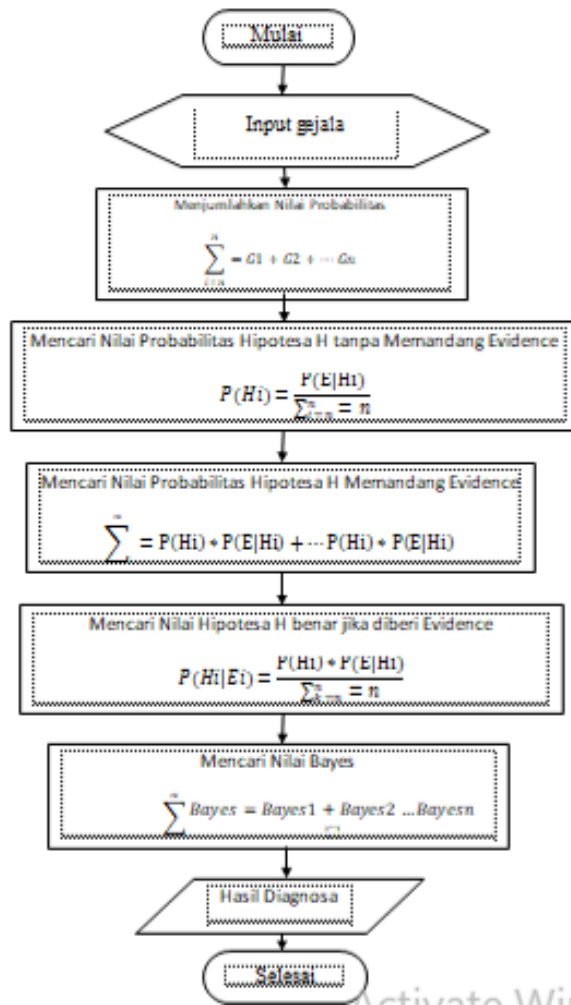 Mulai
Input gejala
Menjumlahkan Nilai Probabilitas
∑ = G1 + G2 + ⋯ Gn
Mencari Nilai Probabilitas Hipotesa H tanpa Memandang Evidence
P(Hi) = P(E|Hi) / ∑ⁿᵢ₌ₙ = n
Mencari Nilai Probabilitas Hipotesa H Memandang Evidence
∑ = P(Hi) * P(E|Hi) + ⋯ P(Hi) * P(E|Hi)
Mencari Nilai Hipotesa H benar jika diberi Evidence
P(Hi|Ei) = P(Hi) * P(E|Hi) / ∑ⁿₖ₌ₙ = n
Mencari Nilai Bayes
∑ Bayes = Bayes1 + Bayes2 ... Bayesn
Hasil Diagnosa
Selesai
Activate Wi